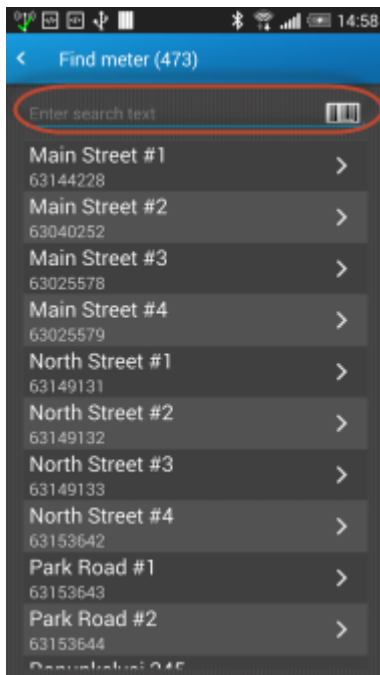 14:58
Find meter (473)
Enter search text
Main Street #1
63144228
Main Street #2
63040252
Main Street #3
63025578
Main Street #4
63025579
North Street #1
63149131
North Street #2
63149132
North Street #3
63149133
North Street #4
63153642
Park Road #1
63153643
Park Road #2
63153644